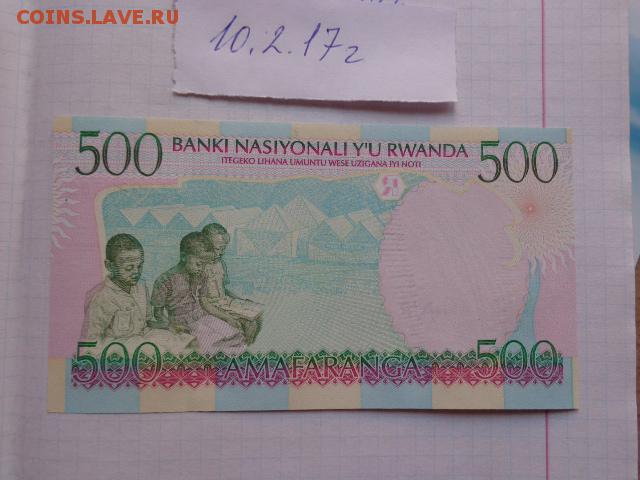 COINS.LAVE.RU
10.2.17г
500 BANKI NASIYONALI Y'U RWANDA 500
ITEGEKO LIHANA UMUNTU WESE UZIGANA IYI NOTI
500 AMAFARANGA 500